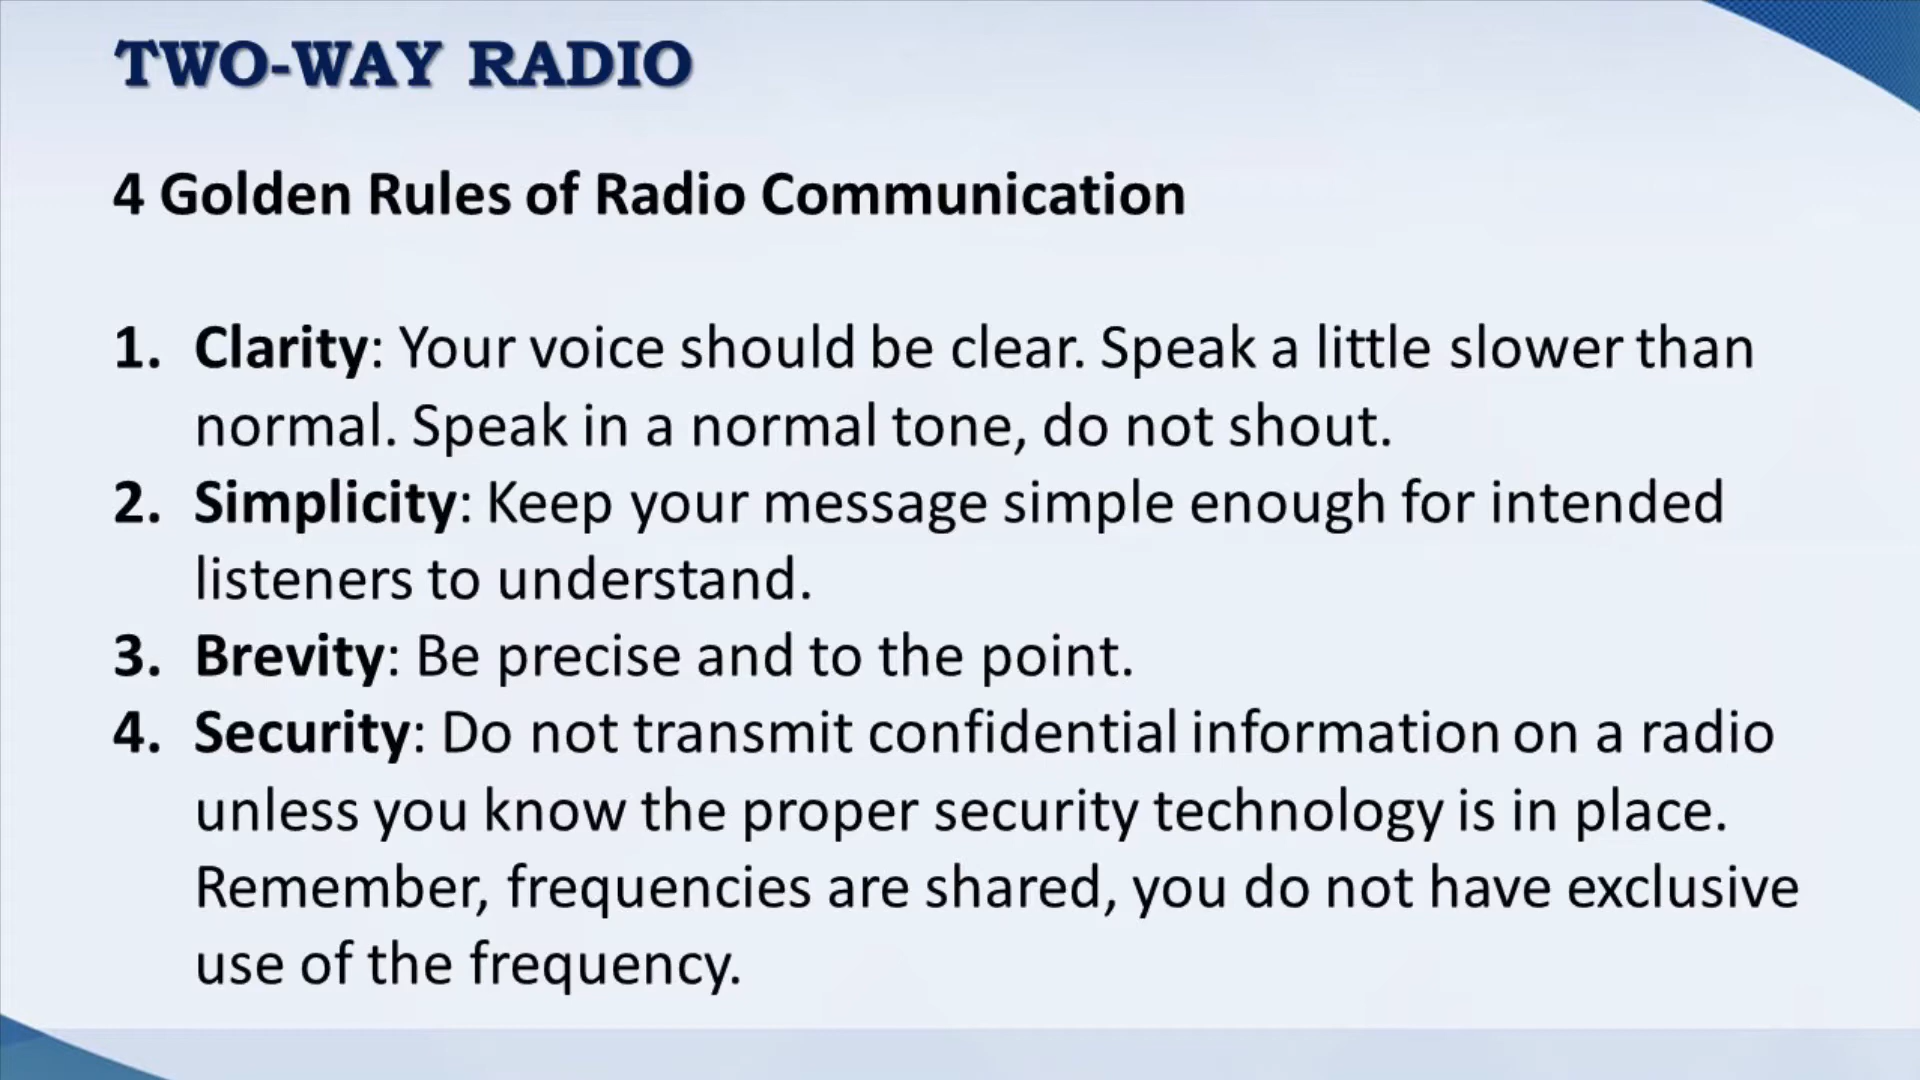 TWO-WAY RADIO
4 Golden Rules of Radio Communication
1. Clarity: Your voice should be clear. Speak a little slower than
normal. Speak in a normal tone, do not shout.
2. Simplicity: Keep your message simple enough for intended
listeners to understand.
3. Brevity: Be precise and to the point.
4. Security: Do not transmit confidential information on a radio
unless you know the proper security technology is in place.
Remember, frequencies are shared, you do not have exclusive
use of the frequency.